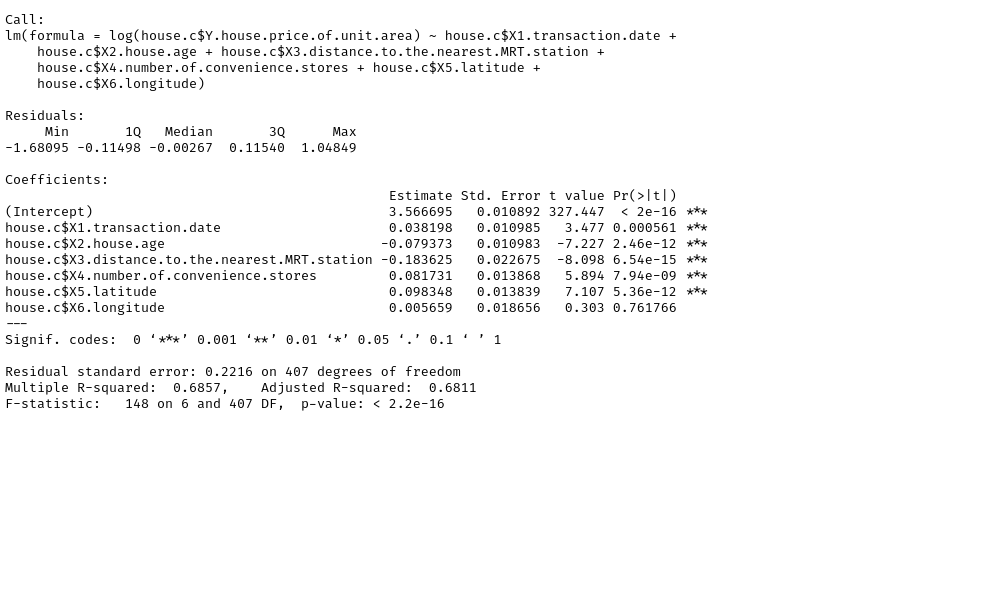 Call:
lm(formula = log(house.c$Y.house.price.of.unit.area) ~ house.c$X1.transaction.date +
    house.c$X2.house.age + house.c$X3.distance.to.the.nearest.MRT.station +
    house.c$X4.number.of.convenience.stores + house.c$X5.latitude +
    house.c$X6.longitude)

Residuals:
     Min       1Q   Median       3Q      Max
-1.68095 -0.11498 -0.00267  0.11540  1.04849

Coefficients:
                                                Estimate Std. Error t value Pr(>|t|)
(Intercept)                                     3.566695   0.010892 327.447  < 2e-16 ***
house.c$X1.transaction.date                     0.038198   0.010985   3.477 0.000561 ***
house.c$X2.house.age                           -0.079373   0.010983  -7.227 2.46e-12 ***
house.c$X3.distance.to.the.nearest.MRT.station -0.183625   0.022675  -8.098 6.54e-15 ***
house.c$X4.number.of.convenience.stores         0.081731   0.013868   5.894 7.94e-09 ***
house.c$X5.latitude                             0.098348   0.013839   7.107 5.36e-12 ***
house.c$X6.longitude                            0.005659   0.018656   0.303 0.761766
---
Signif. codes:  0 ‘***’ 0.001 ‘**’ 0.01 ‘*’ 0.05 ‘.’ 0.1 ‘ ’ 1

Residual standard error: 0.2216 on 407 degrees of freedom
Multiple R-squared:  0.6857,    Adjusted R-squared:  0.6811
F-statistic:   148 on 6 and 407 DF,  p-value: < 2.2e-16